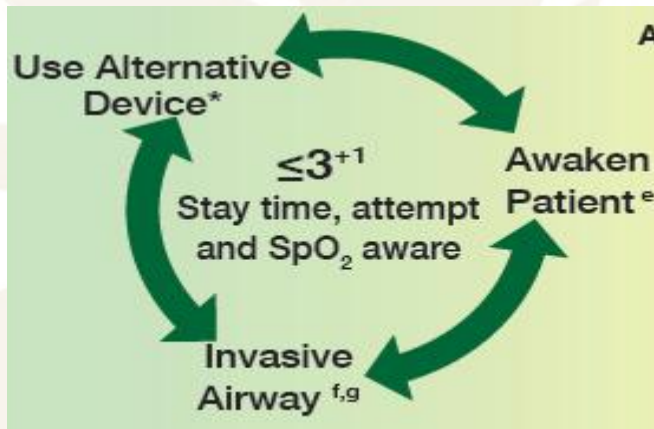 A
Use Alternative
Device*
≤3⁺¹
Stay time, attempt
and SpO₂ aware
Awaken
Patient ᵉ
Invasive
Airway ᶠ,ᵍ